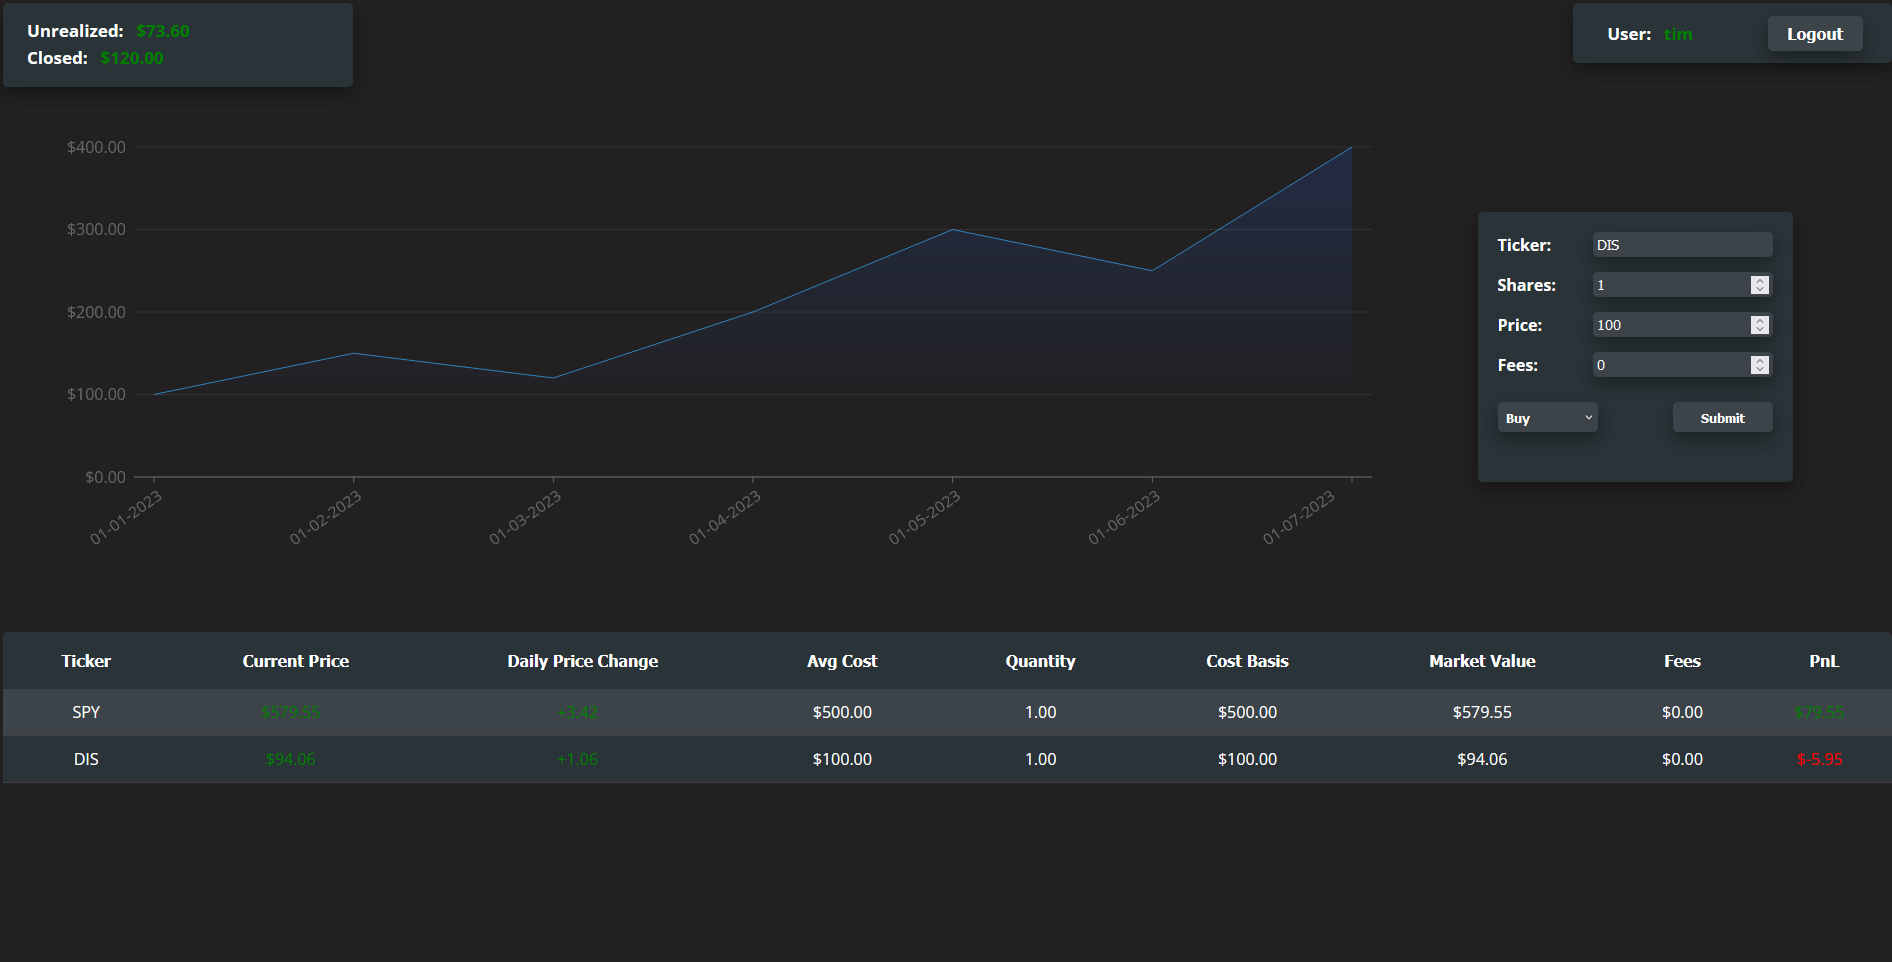 Unrealized: $73.60
Closed: $120.00
User: tim
Logout
$400.00
$300.00
$200.00
$100.00
$0.00
01-01-2023
01-02-2023
01-03-2023
01-04-2023
01-05-2023
01-06-2023
01-07-2023
Ticker: DIS
Shares: 1
Price: 100
Fees: 0
Buy
Submit
Ticker Current Price Daily Price Change Avg Cost Quantity Cost Basis Market Value Fees PnL
SPY $579.55 +3.42 $500.00 1.00 $500.00 $579.55 $0.00 $79.55
DIS $94.06 +1.06 $100.00 1.00 $100.00 $94.06 $0.00 $-5.95